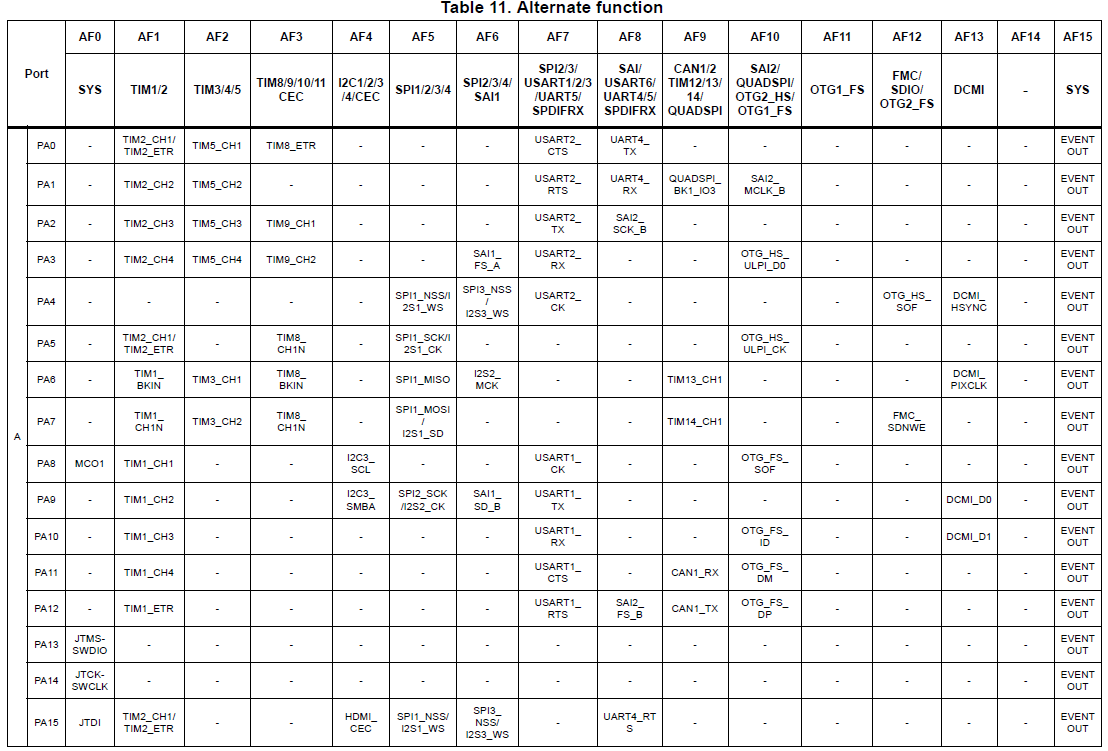 Table 11. Alternate function
Port AF0 AF1 AF2 AF3 AF4 AF5 AF6 AF7 AF8 AF9 AF10 AF11 AF12 AF13 AF14 AF15
SYS TIM1/2 TIM3/4/5 TIM8/9/10/11 CEC I2C1/2/3 /4/CEC SPI1/2/3/4 SPI2/3/4/ SAI1 SPI2/3/ USART1/2/3 /UART5/ SPDIFRX SAI/ USART6/ UART4/5/ SPDIFRX CAN1/2 TIM12/13/ 14/ QUADSPI SAI2/ QUADSPI/ OTG2_HS/ OTG1_FS OTG1_FS FMC/ SDIO/ OTG2_FS DCMI - SYS
A
PA0 - TIM2_CH1/ TIM2_ETR TIM5_CH1 TIM8_ETR - - - USART2_ CTS UART4_ TX - - - - - - EVENT OUT
PA1 - TIM2_CH2 TIM5_CH2 - - - - USART2_ RTS UART4_ RX QUADSPI_ BK1_IO3 SAI2_ MCLK_B - - - - EVENT OUT
PA2 - TIM2_CH3 TIM5_CH3 TIM9_CH1 - - - USART2_ TX SAI2_ SCK_B - - - - - - EVENT OUT
PA3 - TIM2_CH4 TIM5_CH4 TIM9_CH2 - - SAI1_ FS_A USART2_ RX - - OTG_HS_ ULPI_D0 - - - - EVENT OUT
PA4 - - - - - SPI1_NSS/I 2S1_WS SPI3_NSS / I2S3_WS USART2_ CK - - - - OTG_HS_ SOF DCMI_ HSYNC - EVENT OUT
PA5 - TIM2_CH1/ TIM2_ETR - TIM8_ CH1N - SPI1_SCK/I 2S1_CK - - - - OTG_HS_ ULPI_CK - - - - EVENT OUT
PA6 - TIM1_ BKIN TIM3_CH1 TIM8_ BKIN - SPI1_MISO I2S2_ MCK - - TIM13_CH1 - - - DCMI_ PIXCLK - EVENT OUT
PA7 - TIM1_ CH1N TIM3_CH2 TIM8_ CH1N - SPI1_MOSI / I2S1_SD - - - TIM14_CH1 - - FMC_ SDNWE - - EVENT OUT
PA8 MCO1 TIM1_CH1 - - I2C3_ SCL - - USART1_ CK - - OTG_FS_ SOF - - - - EVENT OUT
PA9 - TIM1_CH2 - - I2C3_ SMBA SPI2_SCK /I2S2_CK SAI1_ SD_B USART1_ TX - - - - - DCMI_D0 - EVENT OUT
PA10 - TIM1_CH3 - - - - - USART1_ RX - - OTG_FS_ ID - - DCMI_D1 - EVENT OUT
PA11 - TIM1_CH4 - - - - - USART1_ CTS - CAN1_RX OTG_FS_ DM - - - - EVENT OUT
PA12 - TIM1_ETR - - - - - USART1_ RTS SAI2_ FS_B CAN1_TX OTG_FS_ DP - - - - EVENT OUT
PA13 JTMS- SWDIO - - - - - - - - - - - - - - EVENT OUT
PA14 JTCK- SWCLK - - - - - - - - - - - - - - EVENT OUT
PA15 JTDI TIM2_CH1/ TIM2_ETR - - HDMI_ CEC SPI1_NSS/ I2S1_WS SPI3_ NSS/ I2S3_WS - UART4_RT S - - - - - - EVENT OUT